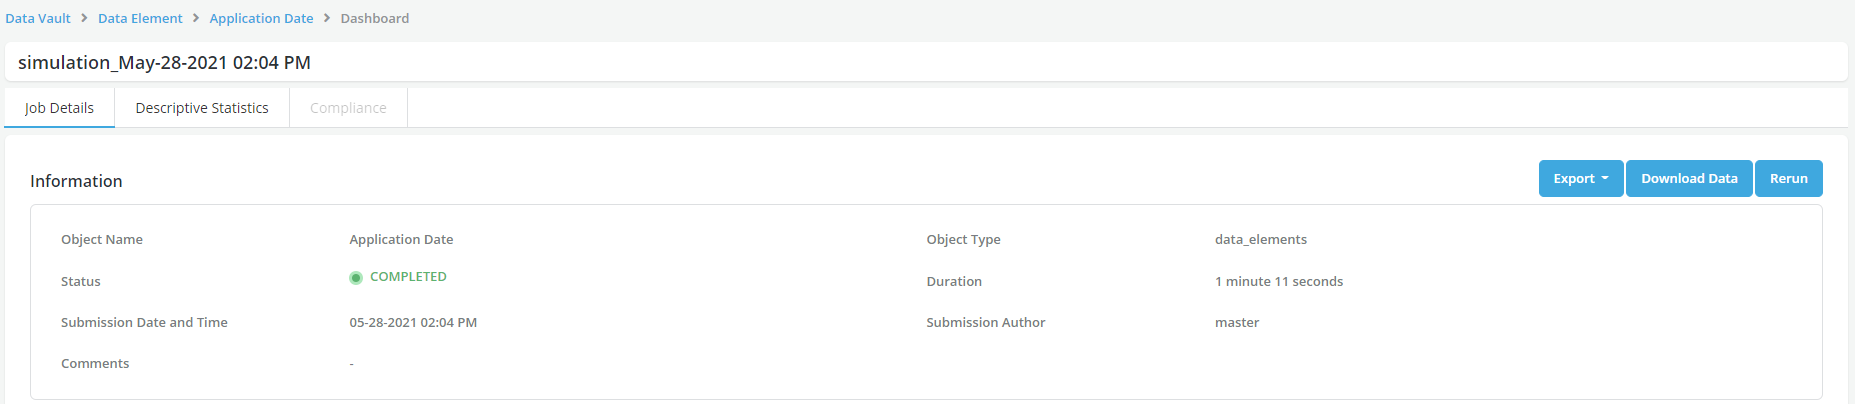 Data Vault > Data Element > Application Date > Dashboard
simulation_May-28-2021 02:04 PM
Job Details Descriptive Statistics Compliance
Information Export Download Data Rerun
Object Name Application Date Object Type data_elements
Status COMPLETED Duration 1 minute 11 seconds
Submission Date and Time 05-28-2021 02:04 PM Submission Author master
Comments -